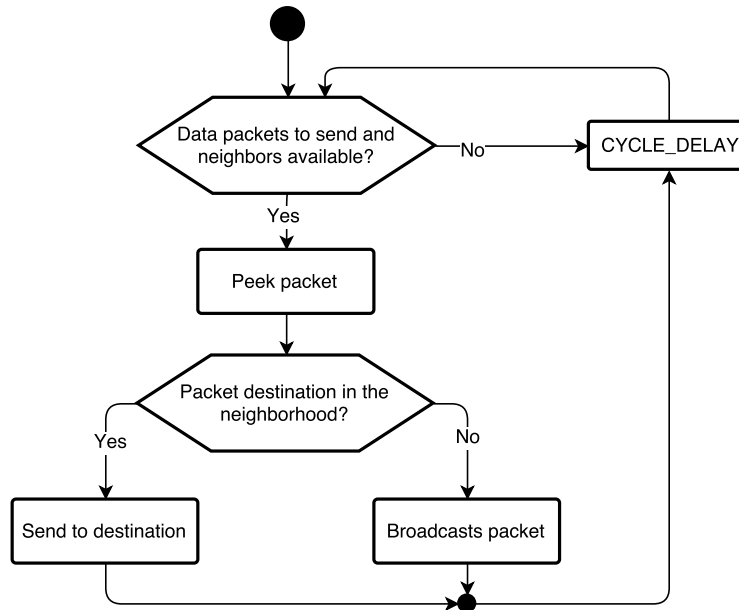 Data packets to send and
neighbors available?
No
CYCLE_DELAY
Yes
Peek packet
Packet destination in the
neighborhood?
Yes
No
Send to destination
Broadcasts packet